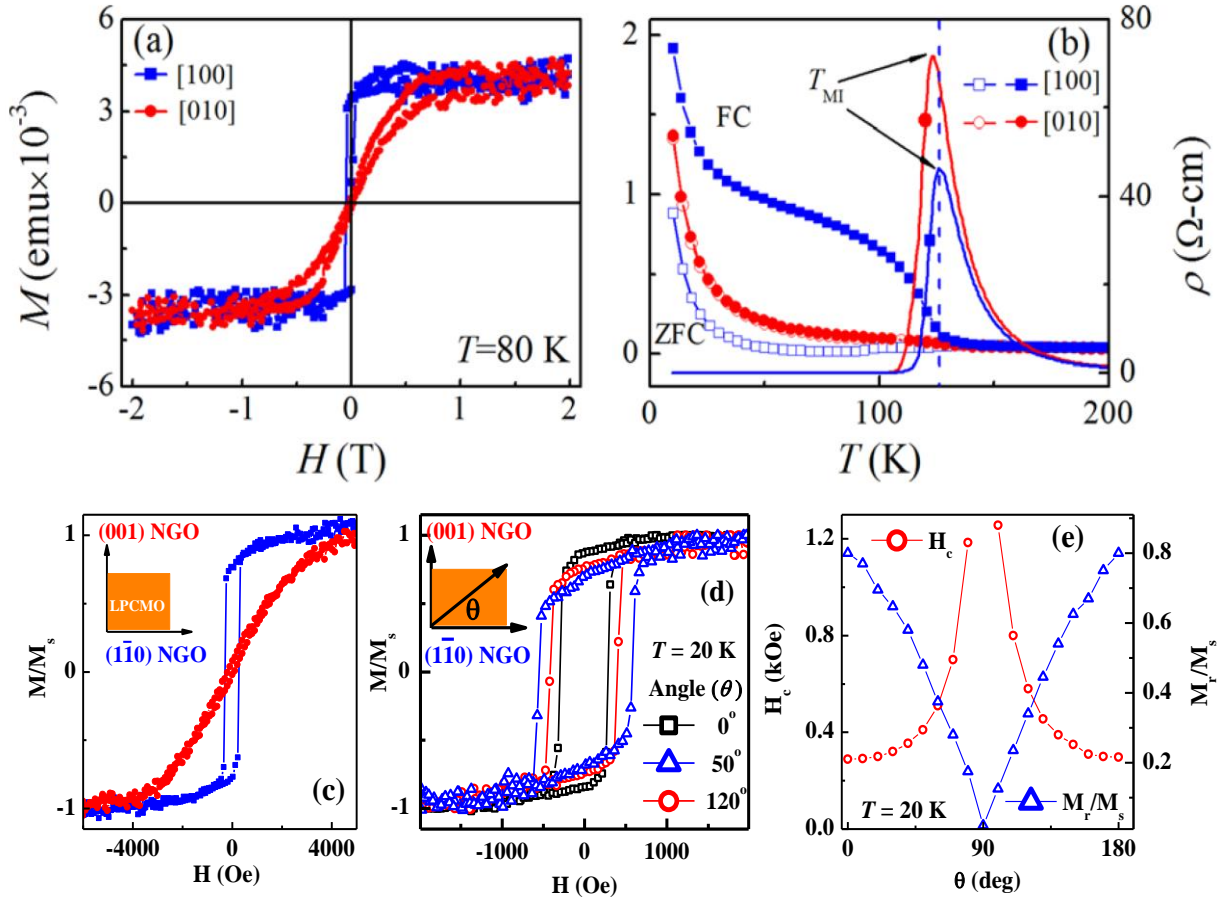 (a)
[100]
[010]
T=80 K
M (emu×10⁻³)
6
3
0
-3
-6
-2
-1
0
1
2
H (T)
(b)
T_MI
[100]
[010]
FC
ZFC
2
1
0
80
40
0
ρ (Ω-cm)
0
100
200
T (K)
(001) NGO
LPCMO
(11̄0) NGO
(c)
M/M_s
1
0
-1
-4000
0
4000
H (Oe)
(001) NGO
θ
(11̄0) NGO
(d)
T = 20 K
Angle (θ)
0°
50°
120°
M/M_s
1
0
-1
-1000
0
1000
H (Oe)
(e)
H_c
M_r/M_s
T = 20 K
H_c (kOe)
1.2
0.8
0.4
0.0
M_r/M_s
0.8
0.6
0.4
0.2
0
90
180
θ (deg)